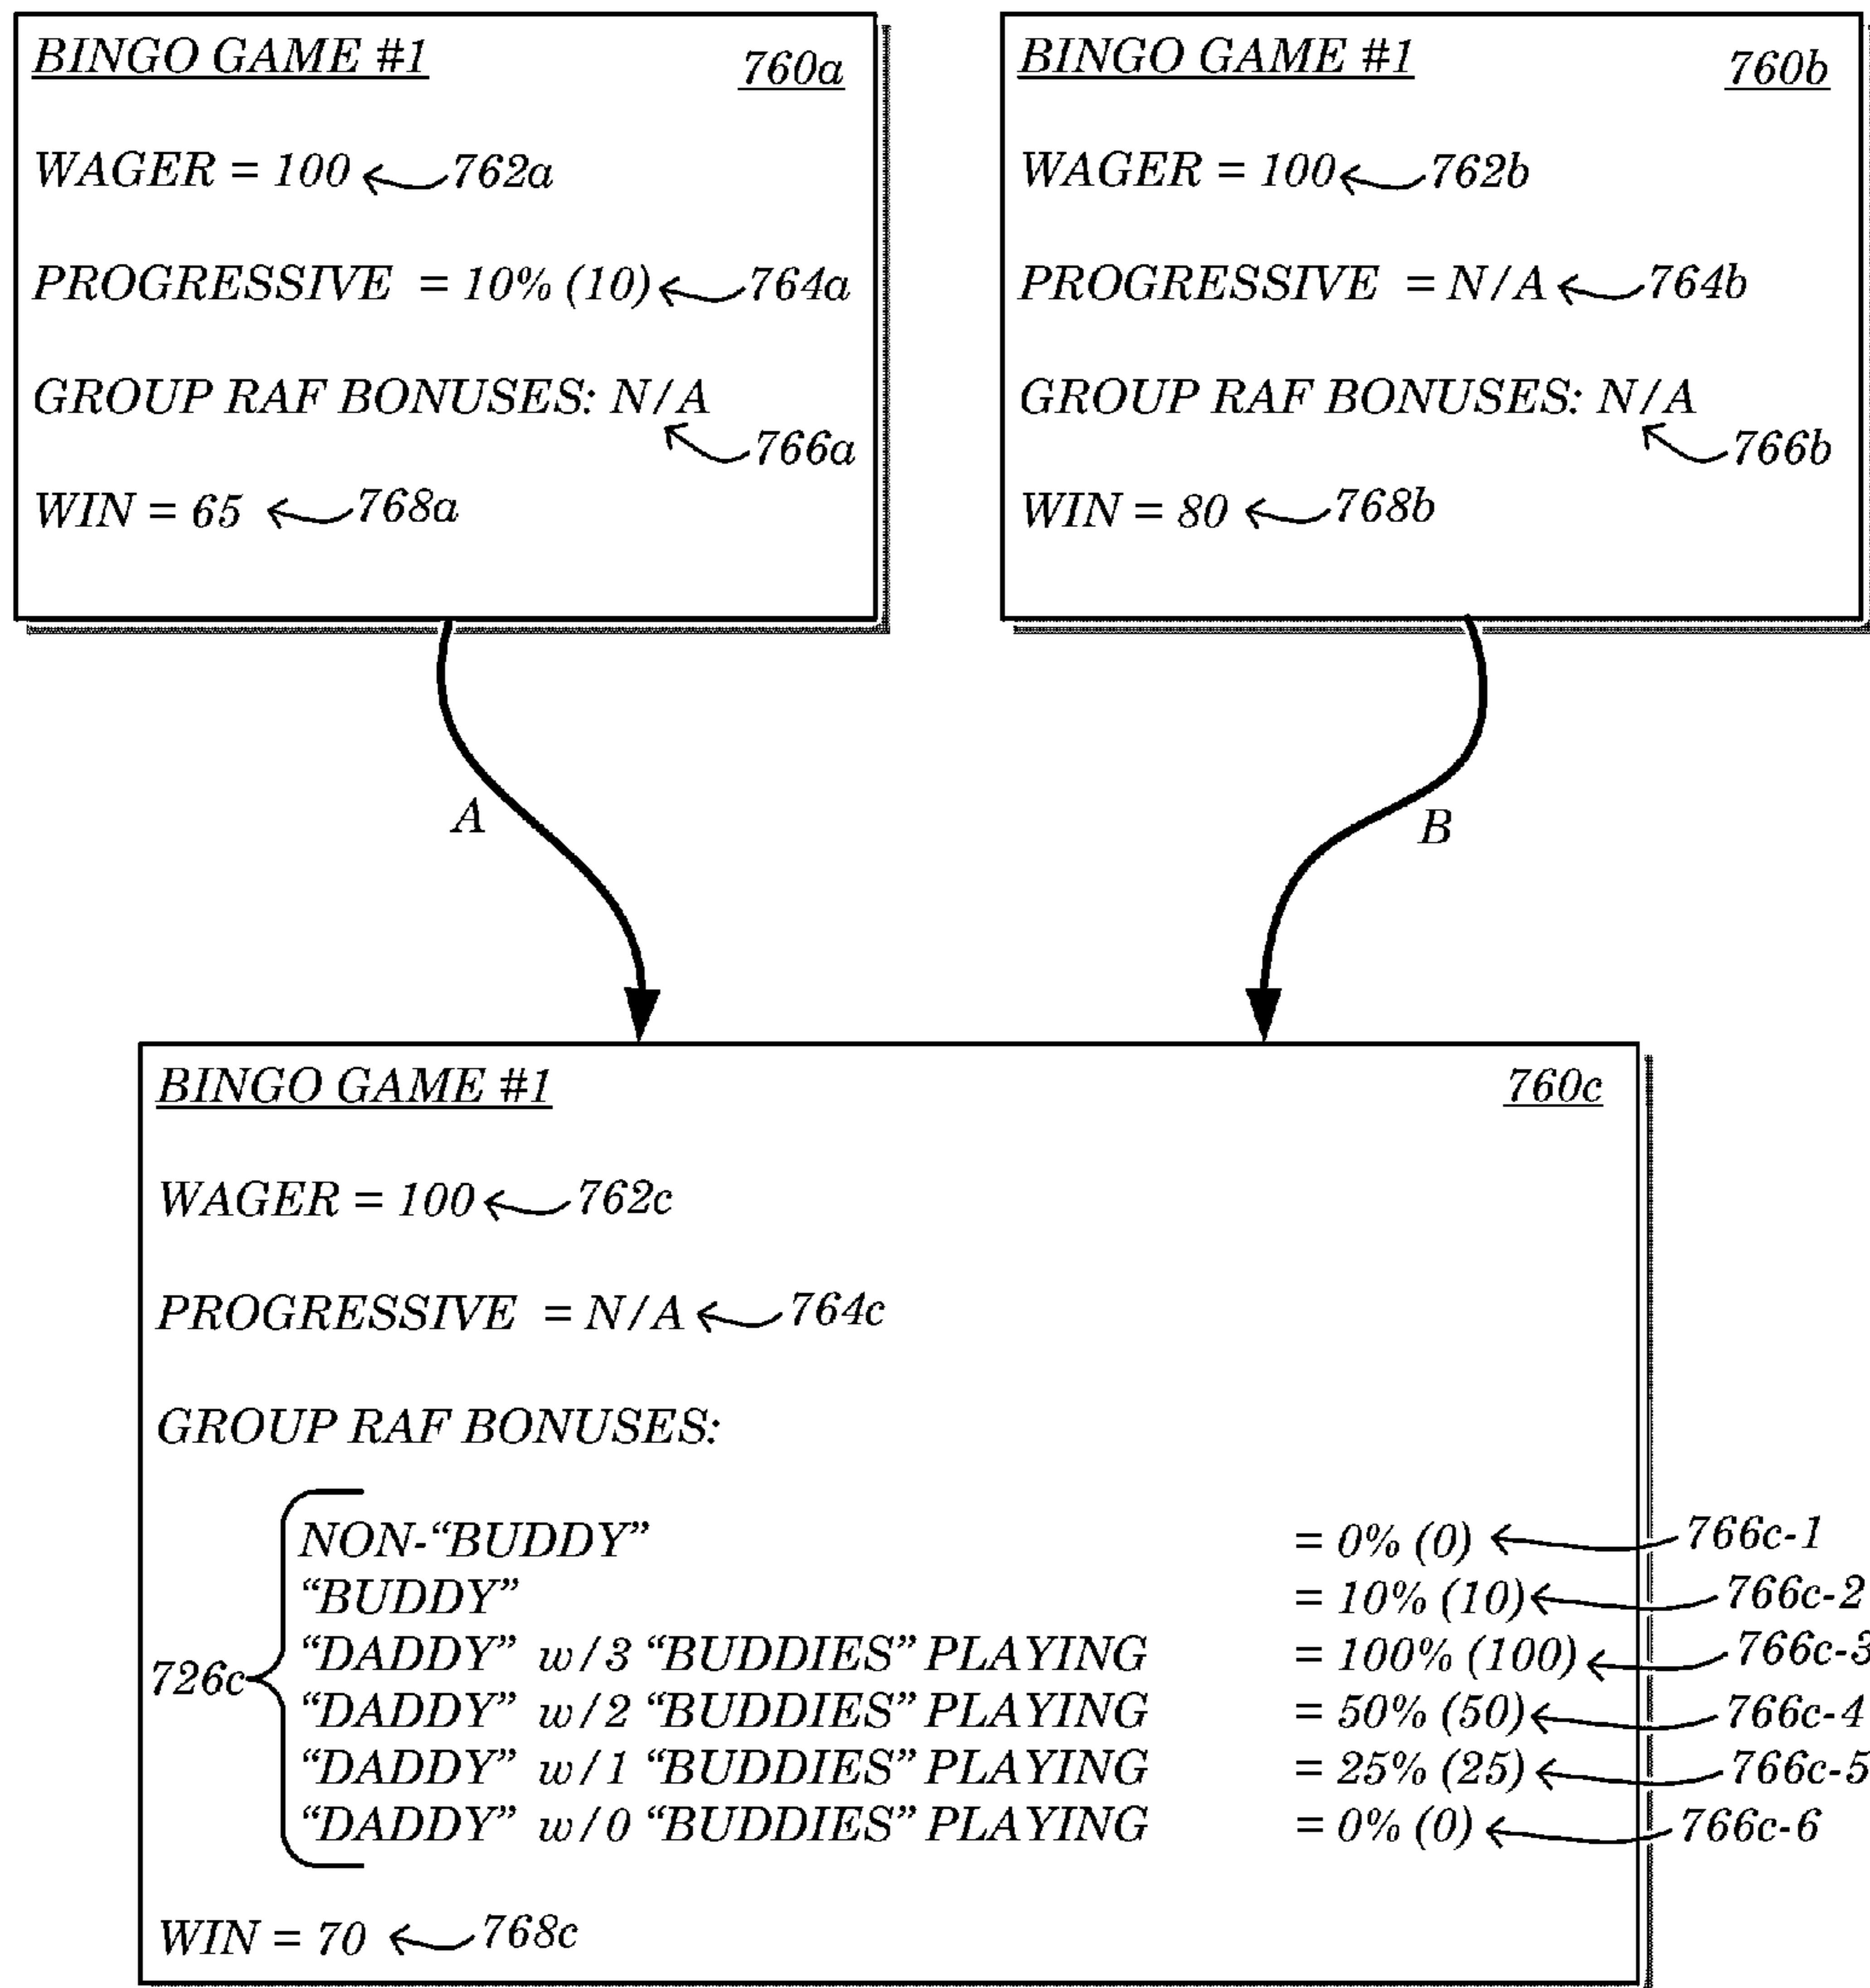 BINGO GAME #1 760a
WAGER = 100 762a
PROGRESSIVE = 10% (10) 764a
GROUP RAF BONUSES: N/A
766a
WIN = 65 768a
BINGO GAME #1 760b
WAGER = 100 762b
PROGRESSIVE = N/A 764b
GROUP RAF BONUSES: N/A
766b
WIN = 80 768b
A
B
BINGO GAME #1 760c
WAGER = 100 762c
PROGRESSIVE = N/A 764c
GROUP RAF BONUSES:
726c
NON-“BUDDY” = 0% (0) 766c-1
“BUDDY” = 10% (10) 766c-2
“DADDY” w/3 “BUDDIES” PLAYING = 100% (100) 766c-3
“DADDY” w/2 “BUDDIES” PLAYING = 50% (50) 766c-4
“DADDY” w/1 “BUDDIES” PLAYING = 25% (25) 766c-5
“DADDY” w/0 “BUDDIES” PLAYING = 0% (0) 766c-6
WIN = 70 768c